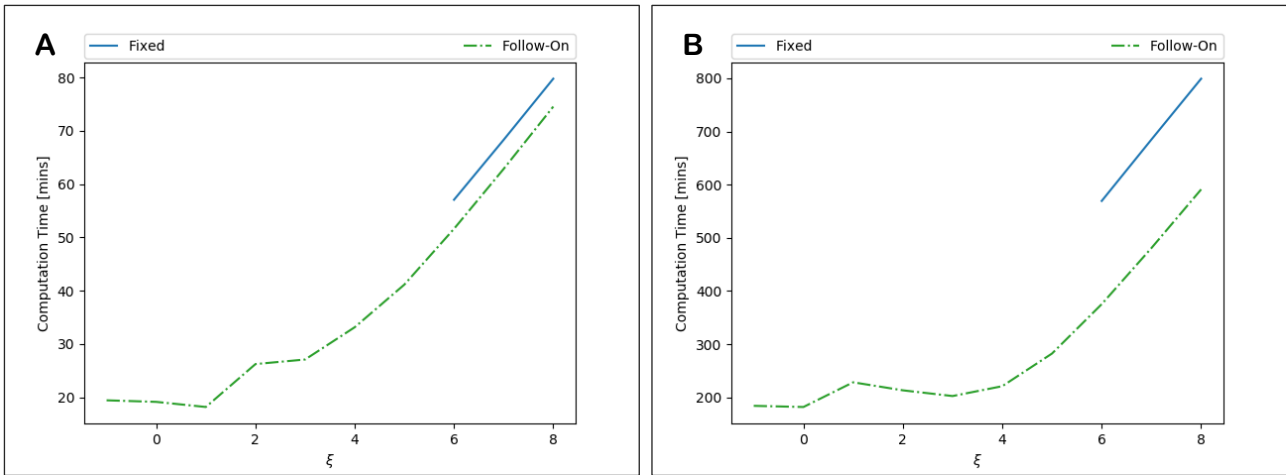 A
Fixed
Follow-On
80
70
60
50
40
30
20
Computation Time [mins]
0
2
4
6
8
ξ
B
Fixed
Follow-On
800
700
600
500
400
300
200
Computation Time [mins]
0
2
4
6
8
ξ